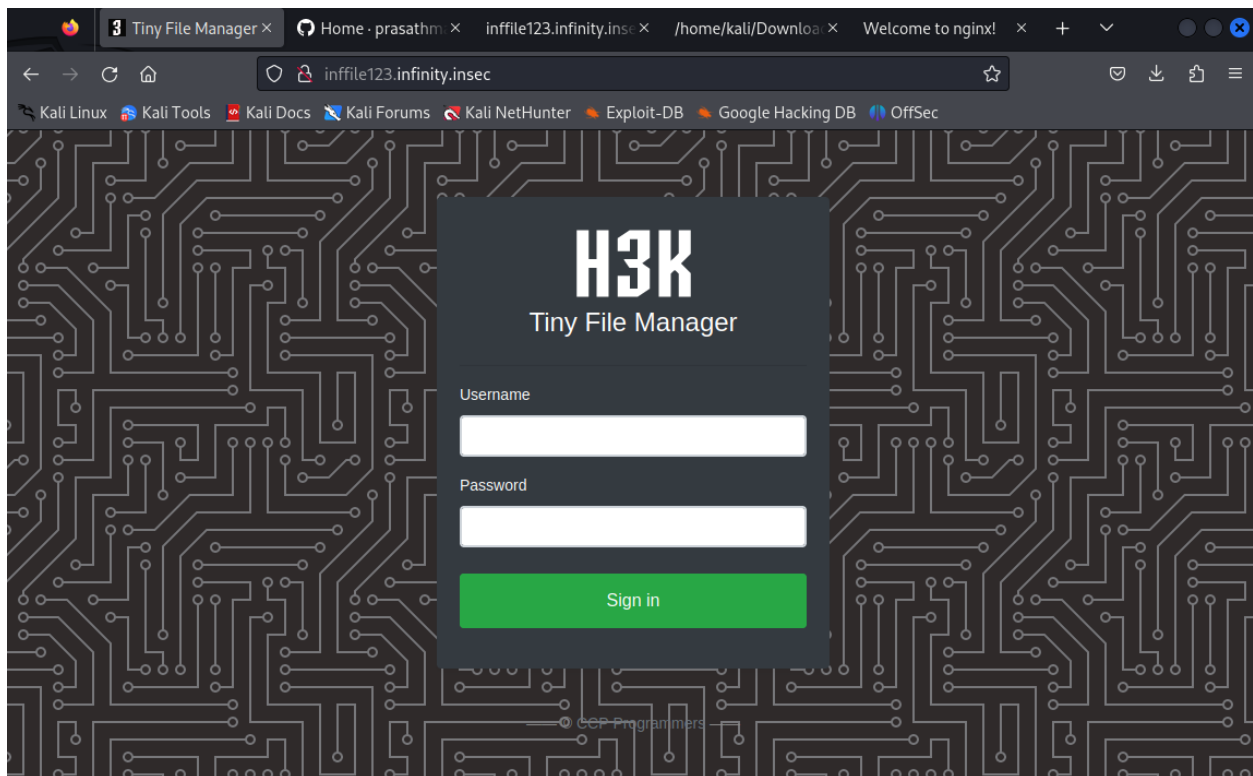 Tiny File Manager
Home · prasathm
inffile123.infinity.inse
/home/kali/Downloa
Welcome to nginx!
inffile123.infinity.insec
Kali Linux Kali Tools Kali Docs Kali Forums Kali NetHunter Exploit-DB Google Hacking DB OffSec
H3K
Tiny File Manager
Username
Password
Sign in
—— © CCP Programmers ——